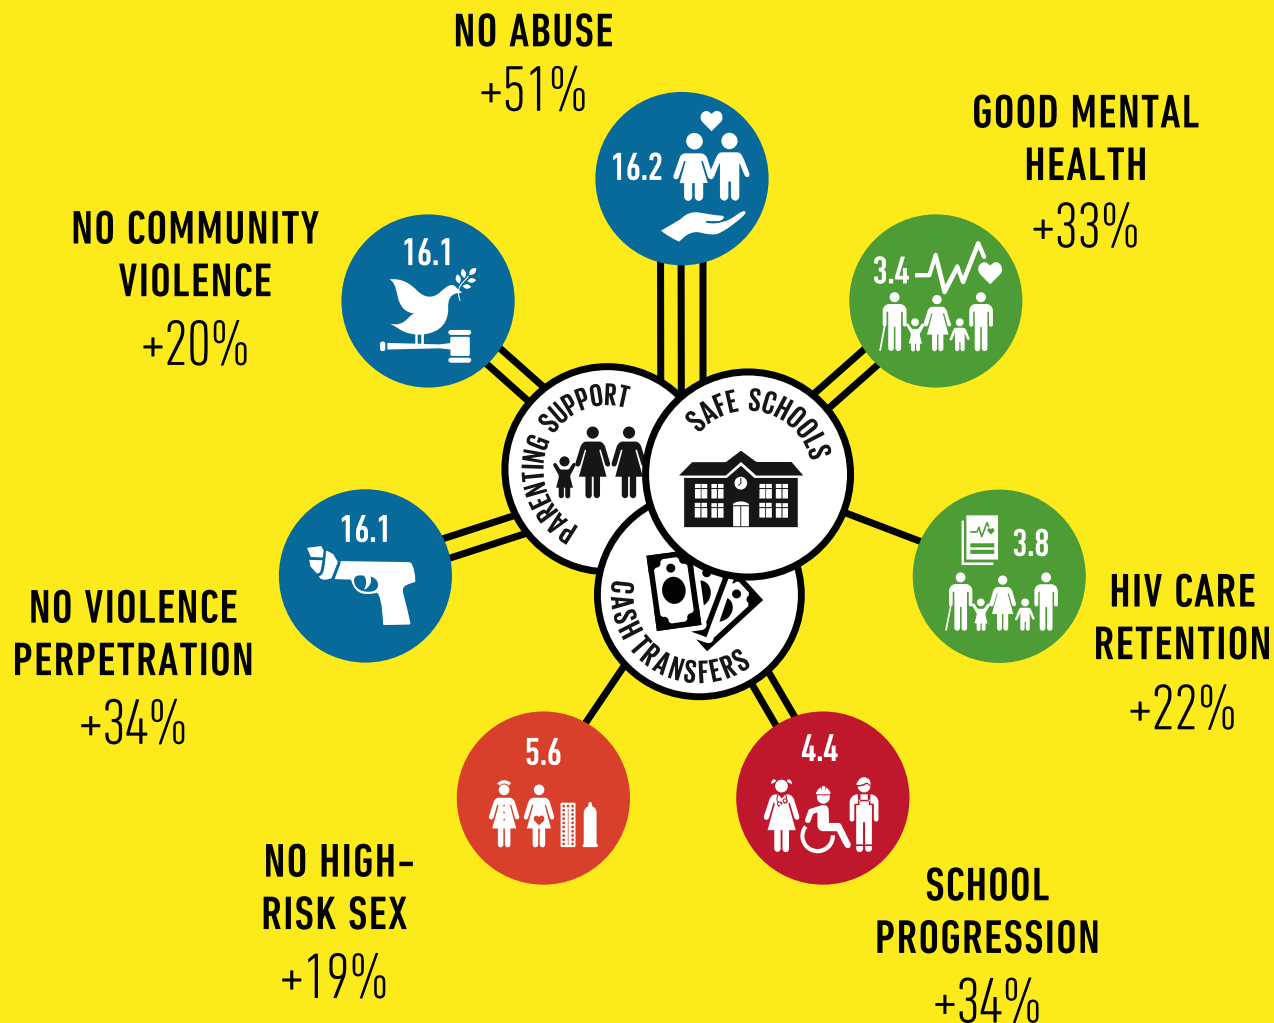 NO ABUSE
+51%
16.2
GOOD MENTAL
HEALTH
+33%
3.4
NO COMMUNITY
VIOLENCE
+20%
16.1
PARENTING SUPPORT
SAFE SCHOOLS
CASH TRANSFERS
16.1
NO VIOLENCE
PERPETRATION
+34%
3.8
HIV CARE
RETENTION
+22%
5.6
NO HIGH-
RISK SEX
+19%
4.4
SCHOOL
PROGRESSION
+34%